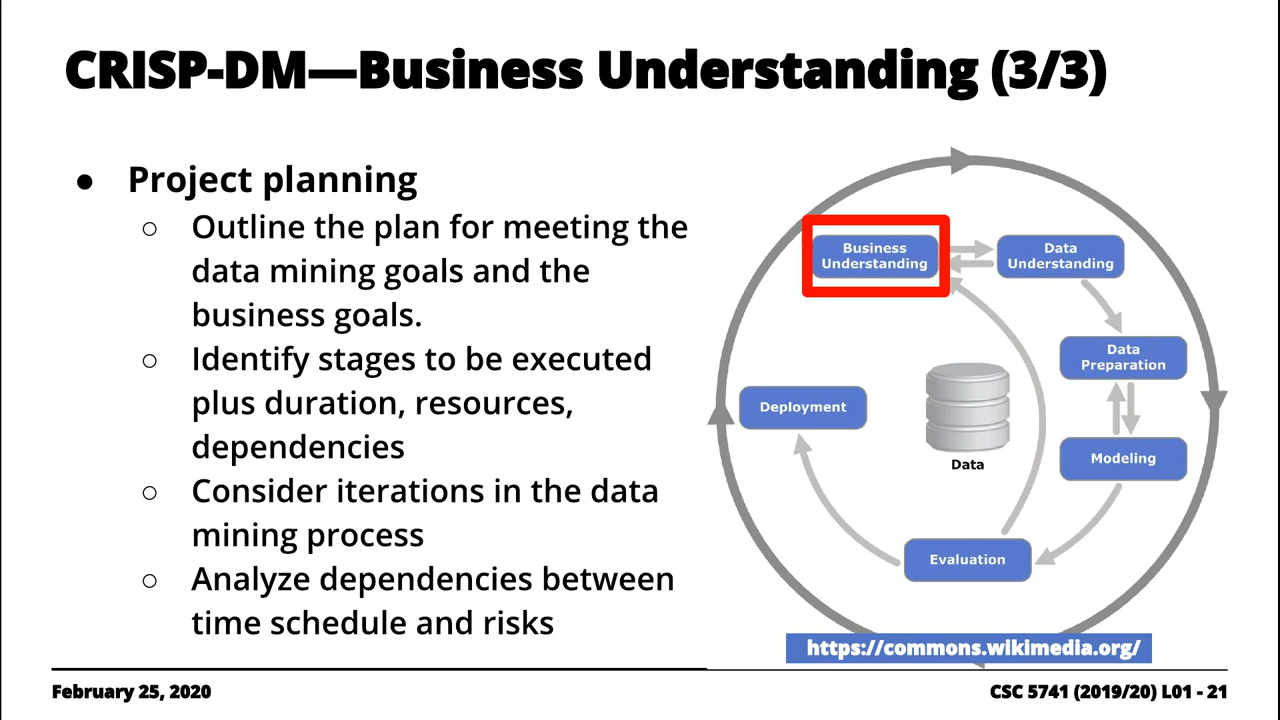 CRISP-DM—Business Understanding (3/3)
● Project planning
○ Outline the plan for meeting the
data mining goals and the
business goals.
○ Identify stages to be executed
plus duration, resources,
dependencies
○ Consider iterations in the data
mining process
○ Analyze dependencies between
time schedule and risks
Business
Understanding
Data
Understanding
Data
Preparation
Deployment
Data
Modeling
Evaluation
https://commons.wikimedia.org/
February 25, 2020
CSC 5741 (2019/20) L01 - 21